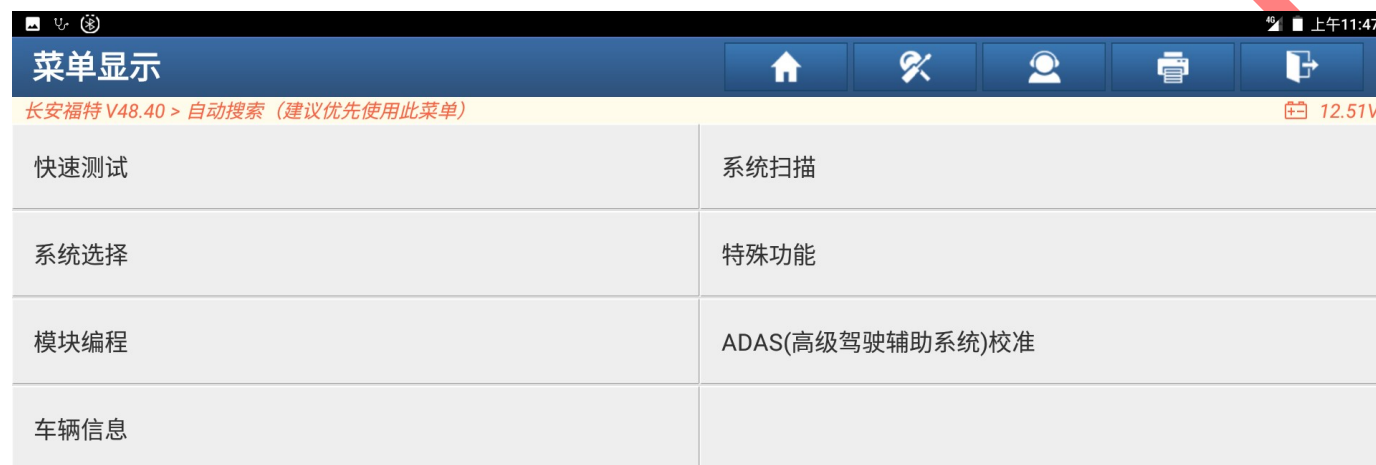 4G 上午11:47
菜单显示
长安福特 V48.40 > 自动搜索（建议优先使用此菜单） 12.51V
快速测试 系统扫描
系统选择 特殊功能
模块编程 ADAS(高级驾驶辅助系统)校准
车辆信息